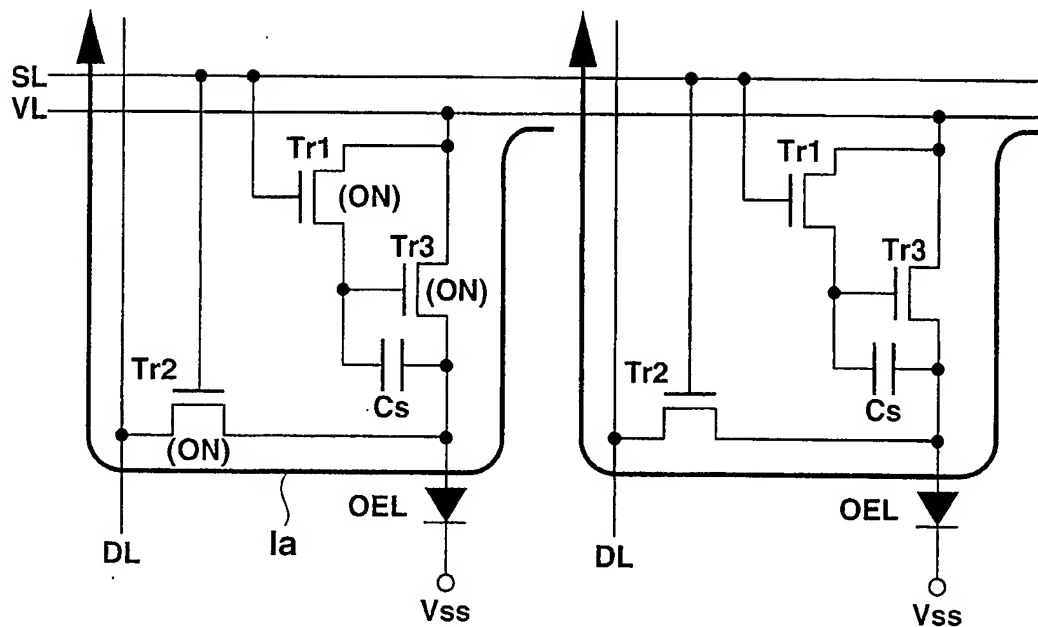 SL
VL
Tr1
(ON)
Tr3
(ON)
Tr2
(ON)
Cs
OEL
Ia
DL
Vss
Tr1
Tr3
Tr2
Cs
OEL
DL
Vss